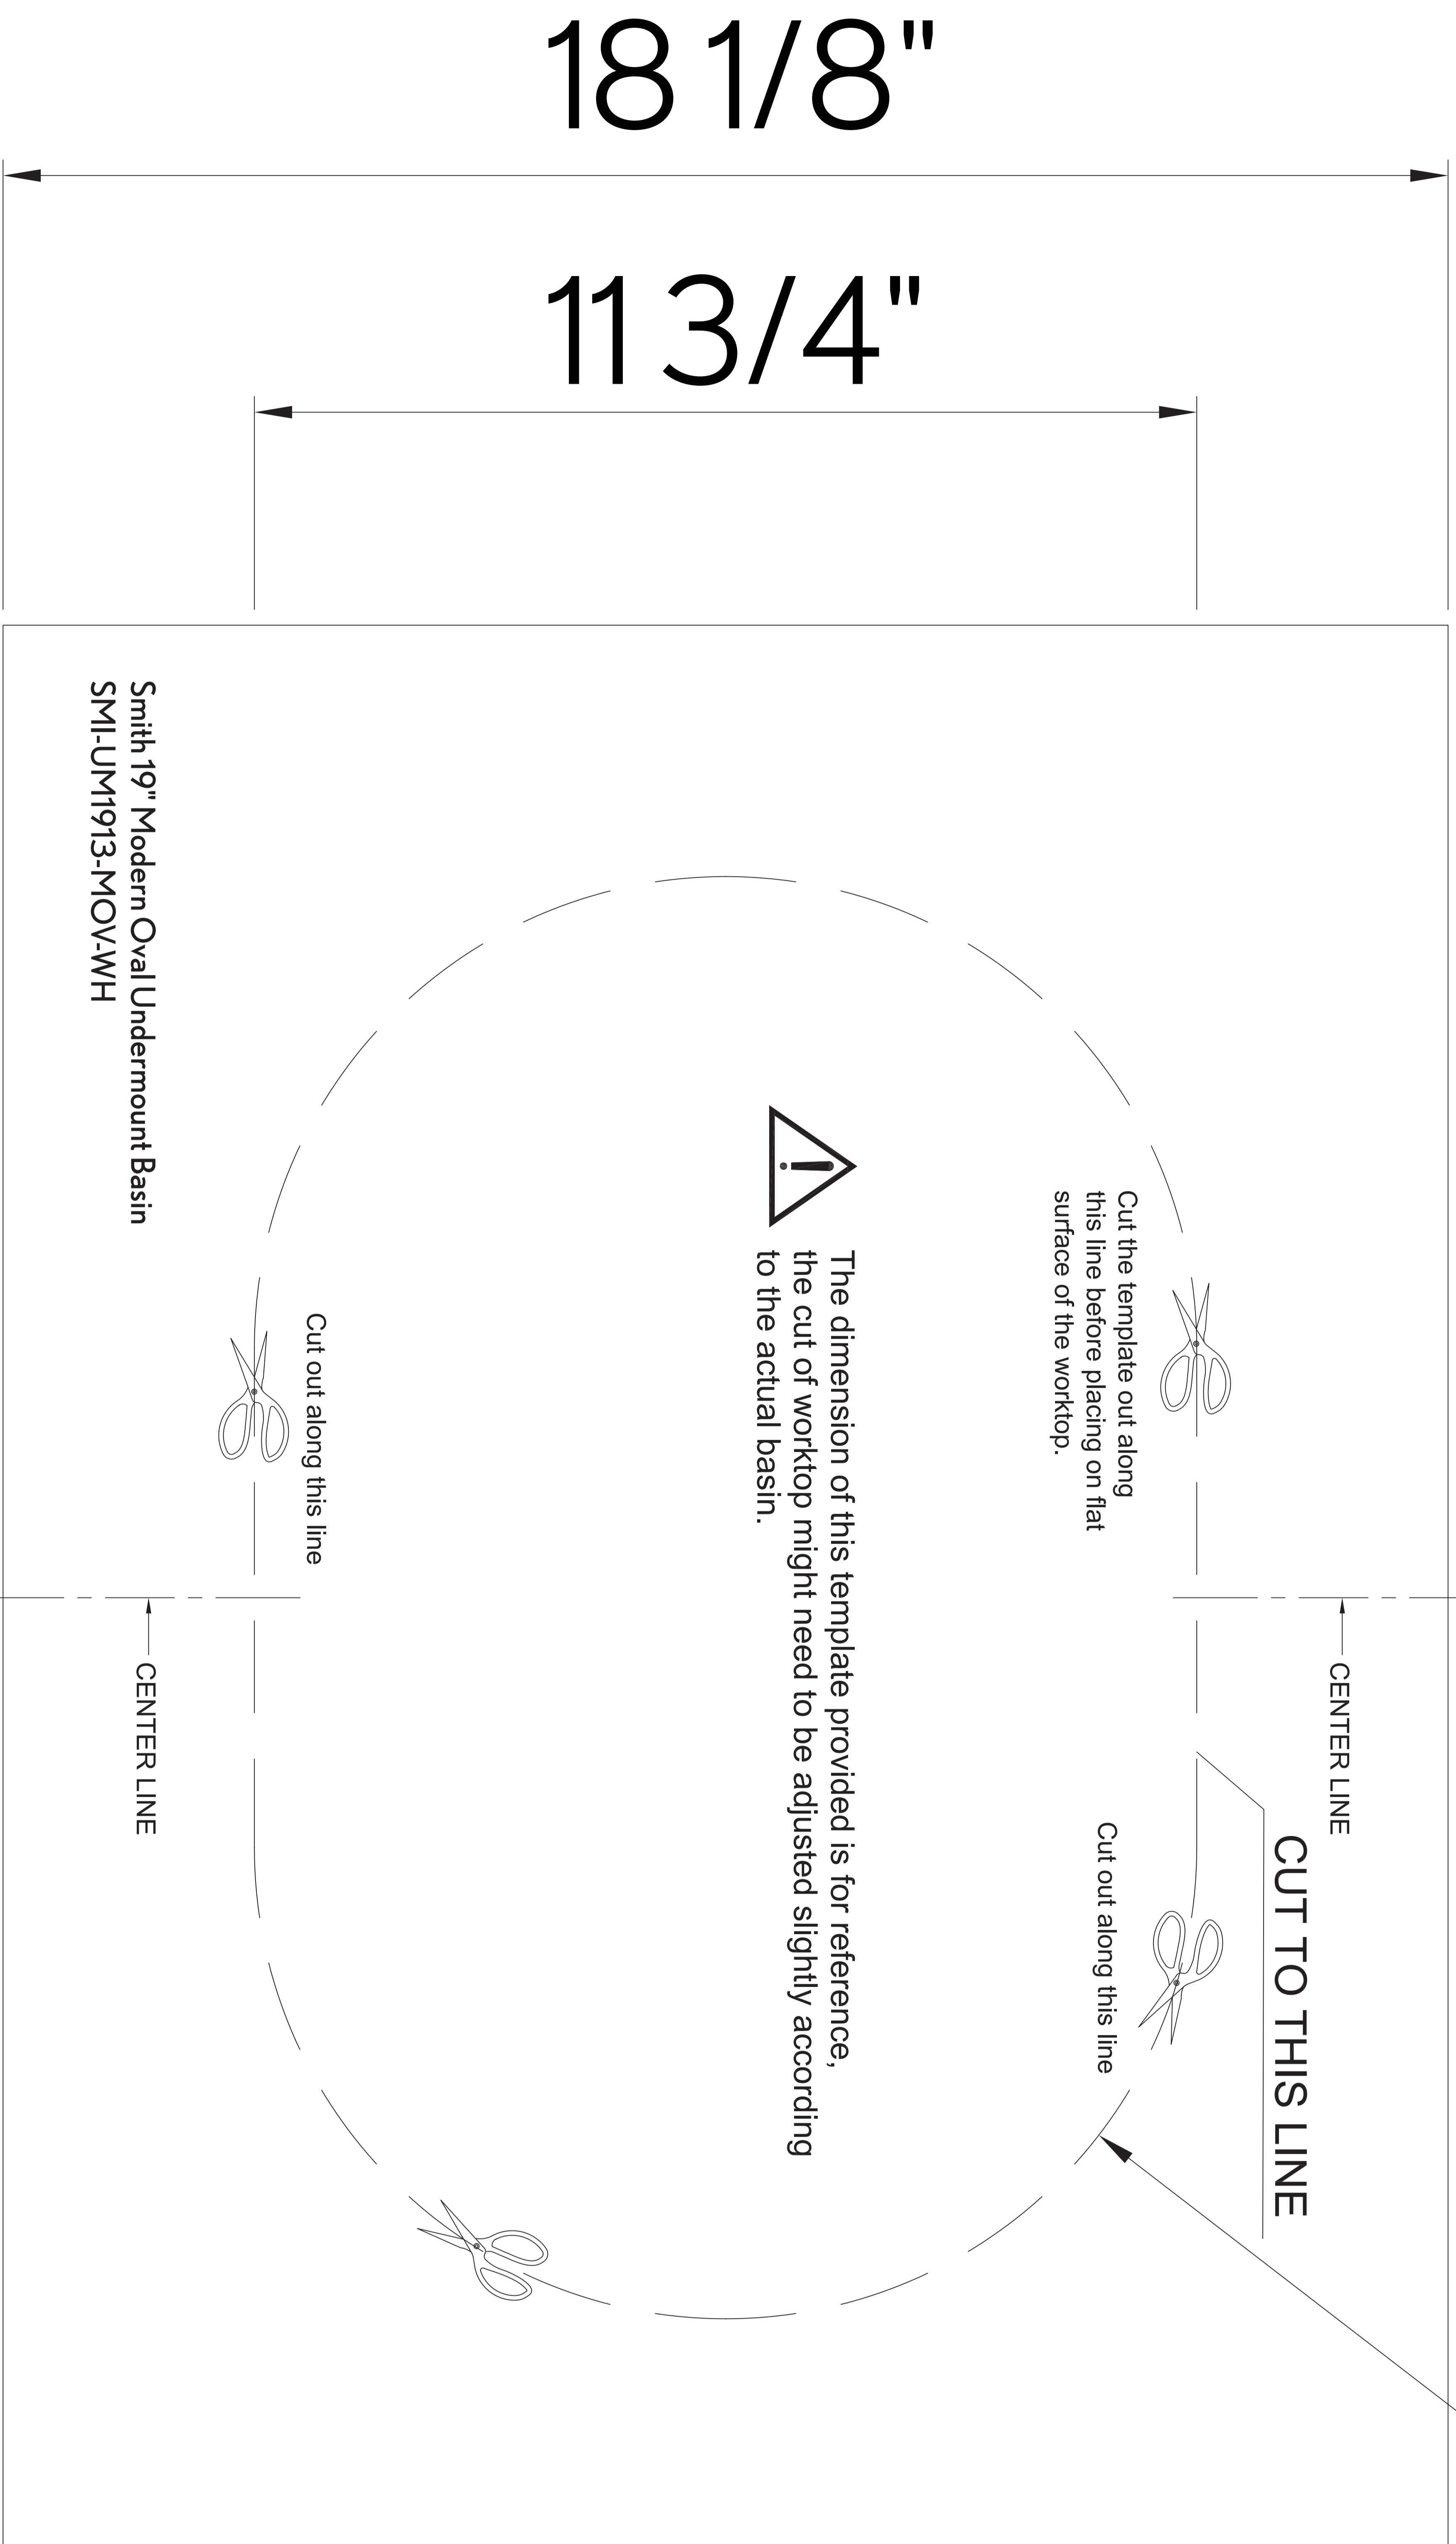 18 1/8"
11 3/4"
Smith 19" Modern Oval Undermount Basin
SMI-UM1913-MOV-WH
Cut the template out along
this line before placing on flat
surface of the worktop.
The dimension of this template provided is for reference,
the cut of worktop might need to be adjusted slightly according
to the actual basin.
Cut out along this line
CENTER LINE
CENTER LINE
CUT TO THIS LINE
Cut out along this line